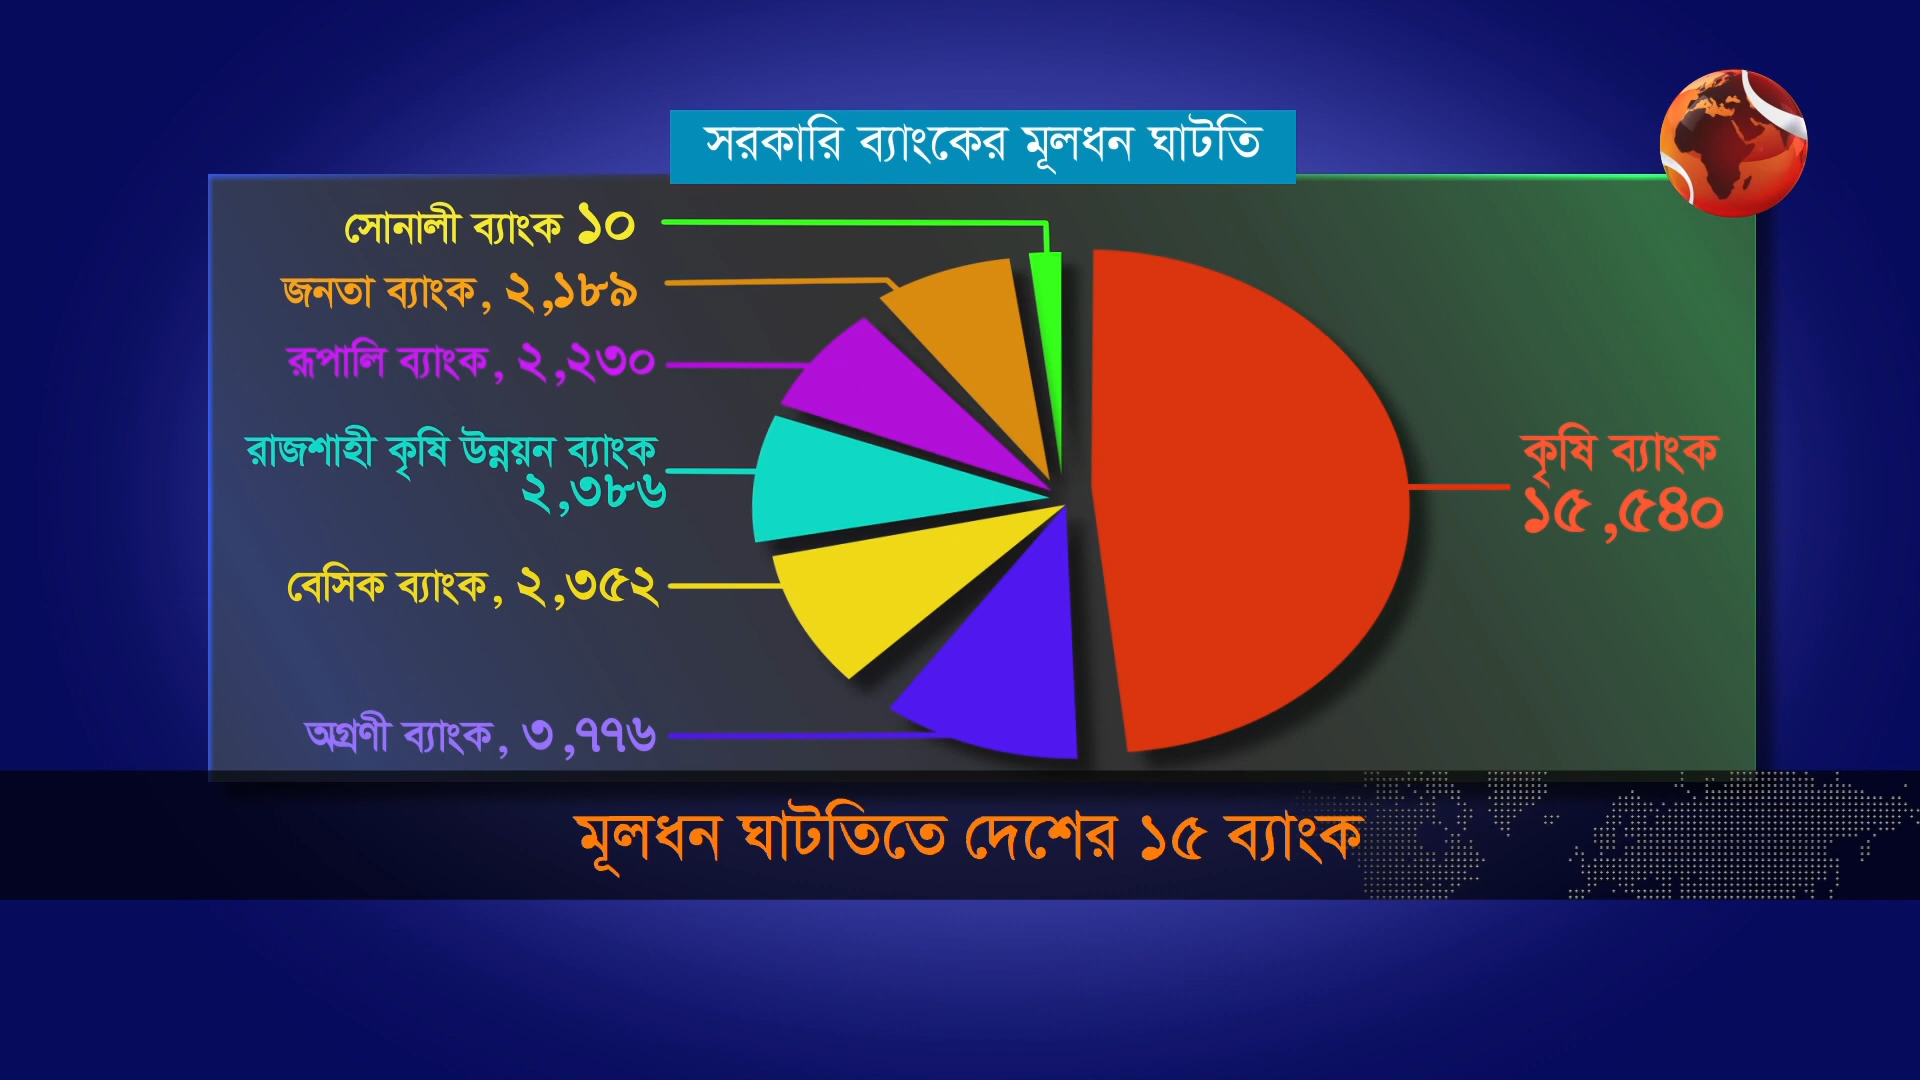 সরকারি ব্যাংকের মূলধন ঘাটতি
সোনালী ব্যাংক ১০
জনতা ব্যাংক, ২,১৮৯
রূপালি ব্যাংক, ২,২৩০
রাজশাহী কৃষি উন্নয়ন ব্যাংক
২,৩৮৬
বেসিক ব্যাংক, ২,৩৫২
অগ্রণী ব্যাংক, ৩,৭৭৬
কৃষি ব্যাংক
১৫,৫৪০
মূলধন ঘাটতিতে দেশের ১৫ ব্যাংক